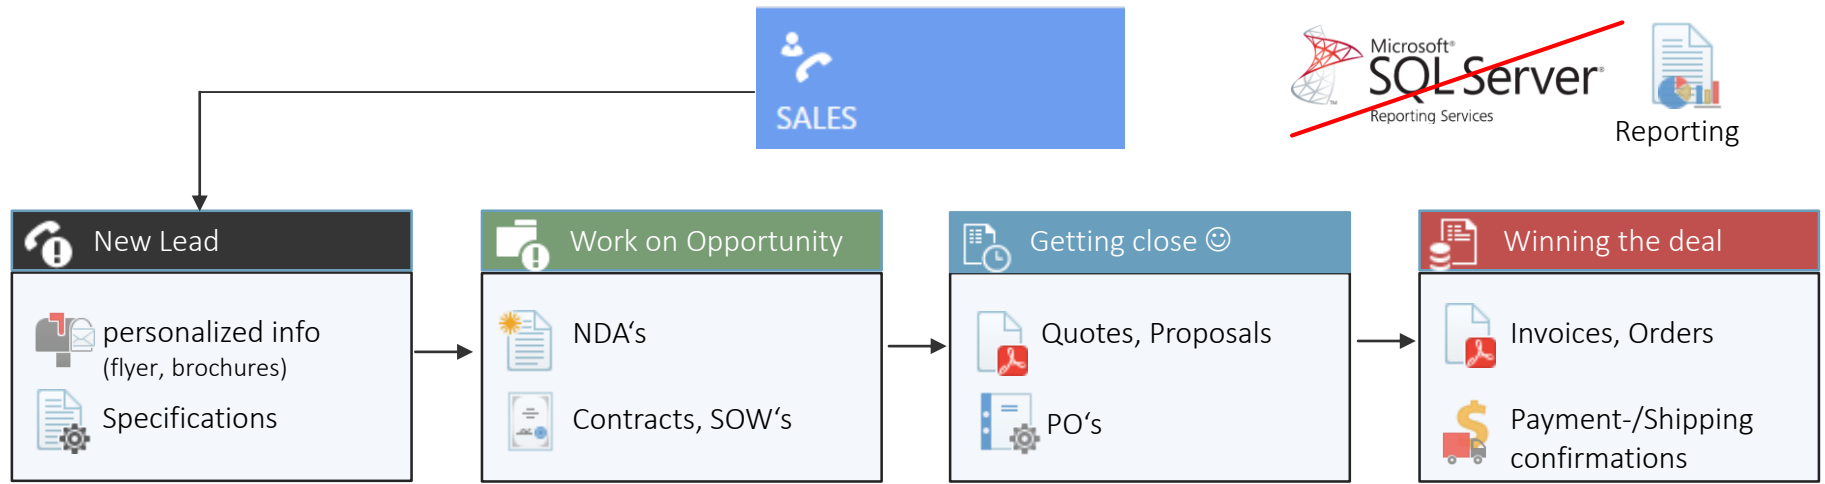 SALES
Microsoft®
SQL Server®
Reporting Services
Reporting
New Lead
personalized info
(flyer, brochures)
Specifications
Work on Opportunity
NDA‘s
Contracts, SOW‘s
Getting close ☺
Quotes, Proposals
PO‘s
Winning the deal
Invoices, Orders
Payment-/Shipping
confirmations